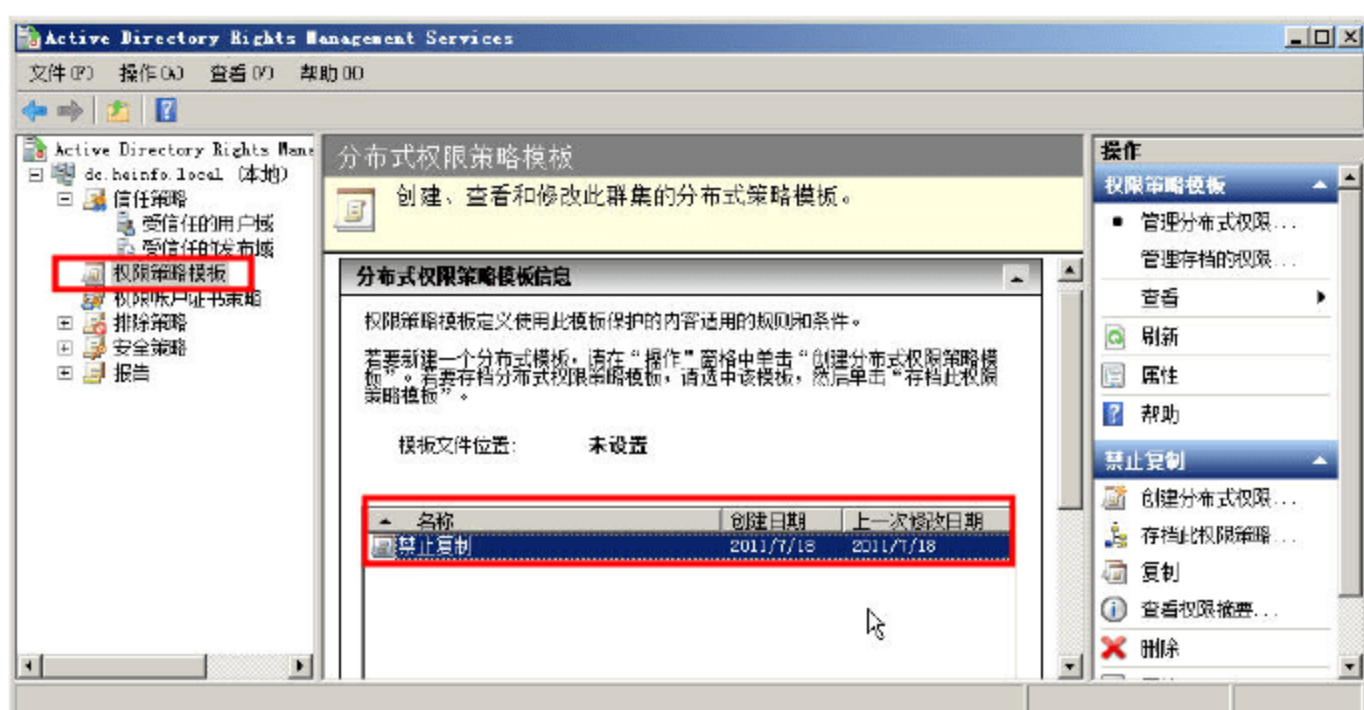 Active Directory Rights Management Services
文件(F) 操作(A) 查看(V) 帮助(H)
Active Directory Rights Mana
dc.heinfo.local (本地)
信任策略
受信任的用户域
受信任的发布域
权限策略模板
权限帐户证书策略
排除策略
安全策略
报告
分布式权限策略模板
创建、查看和修改此群集的分布式策略模板。
分布式权限策略模板信息
权限策略模板定义使用此模板保护的内容适用的规则和条件。
若要新建一个分布式模板，请在“操作”窗格中单击“创建分布式权限策略模
板”。若要存档分布式权限策略模板，请选中该模板，然后单击“存档此权限
策略模板”。
模板文件位置: 未设置
名称 创建日期 上一次修改日期
禁止复制 2011/7/18 2011/7/18
操作
权限策略模板
管理分布式权限...
管理存档的权限...
查看
刷新
属性
帮助
禁止复制
创建分布式权限...
存档此权限策略...
复制
查看权限摘要...
删除